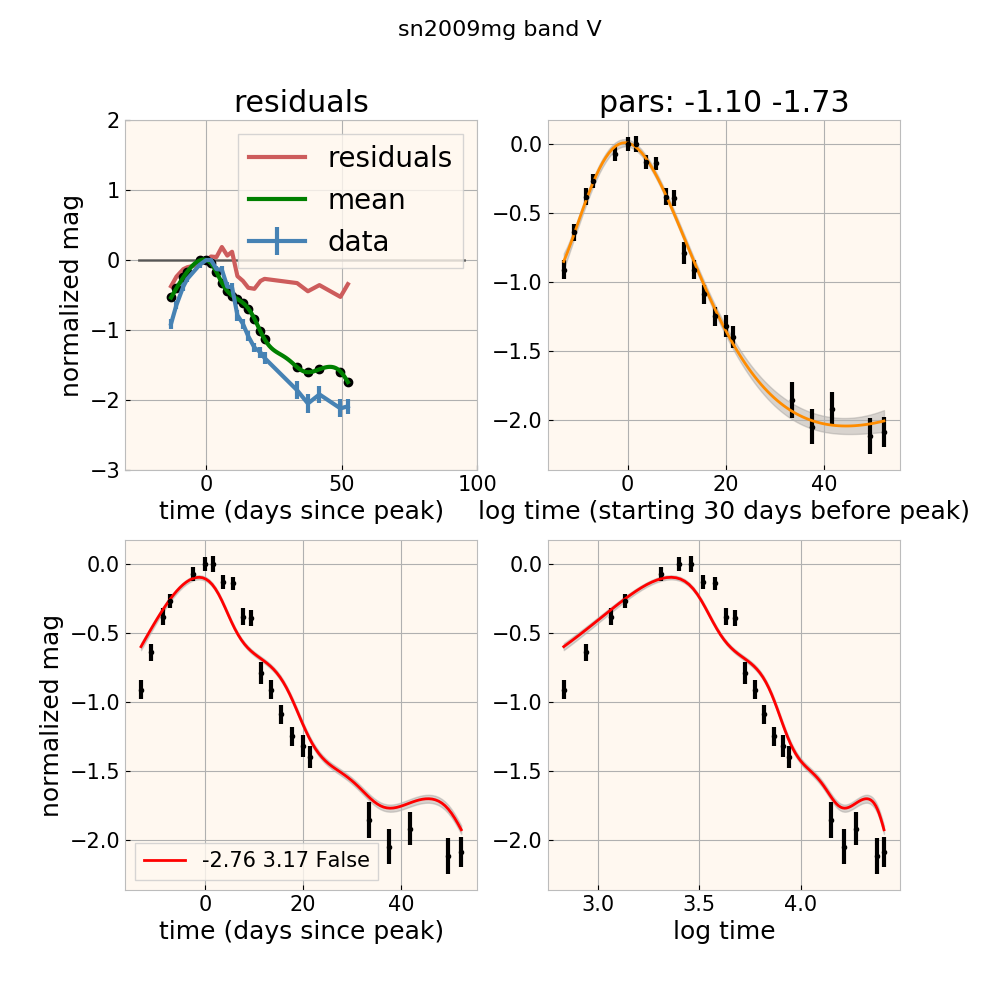 sn2009mg band V
residuals
pars: -1.10 -1.73
normalized mag
2
1
0
−1
−2
−3
residuals
mean
data
0
50
100
time (days since peak)
0.0
−0.5
−1.0
−1.5
−2.0
0
20
40
log time (starting 30 days before peak)
normalized mag
0.0
−0.5
−1.0
−1.5
−2.0
-2.76 3.17 False
0
20
40
time (days since peak)
0.0
−0.5
−1.0
−1.5
−2.0
3.0
3.5
4.0
log time